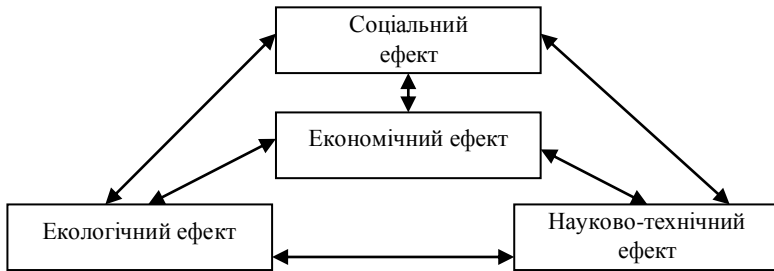 Соціальний
ефект
Економічний ефект
Екологічний ефект
Науково-технічний
ефект